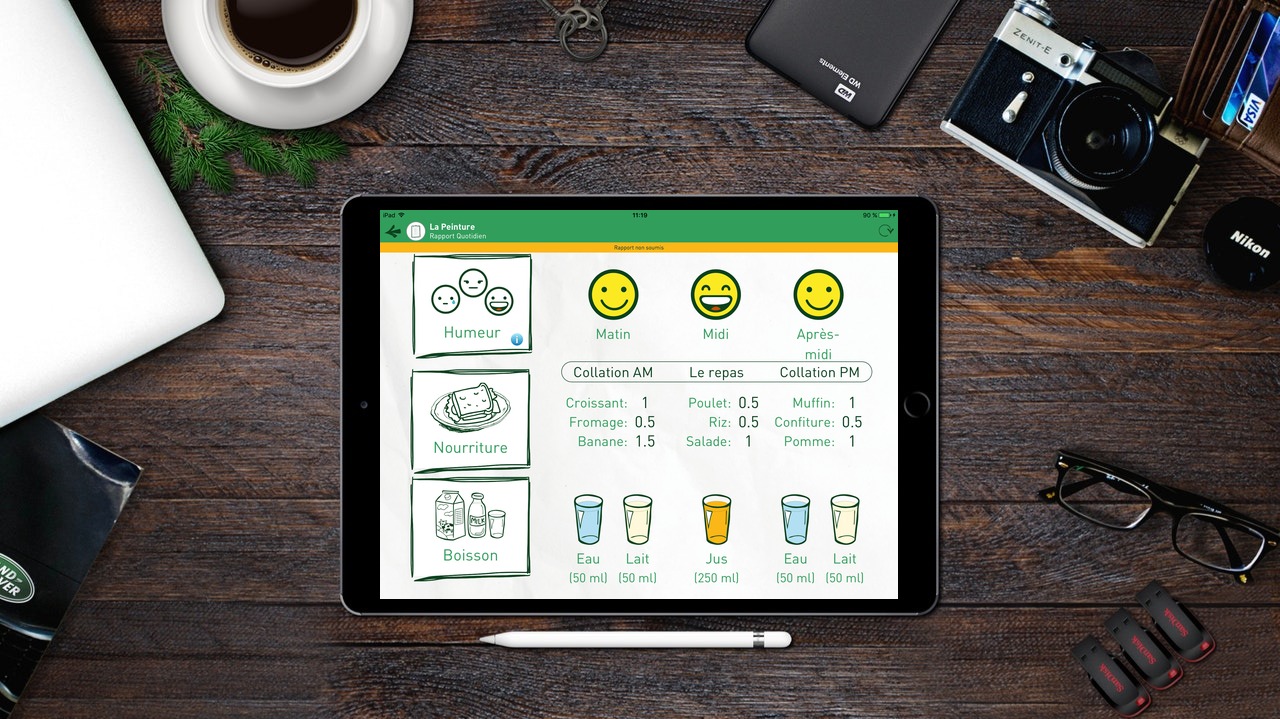 WD Elements
WD
ZENIT-E
VISA
Nikon
iPad
11:19
90 %
La Peinture
Rapport Quotidien
Rapport non soumis
Humeur
Matin
Midi
Après-
midi
Collation AM
Le repas
Collation PM
Croissant: 1
Poulet: 0.5
Muffin: 1
Fromage: 0.5
Riz: 0.5
Confiture: 0.5
Banane: 1.5
Salade: 1
Pomme: 1
Nourriture
MILK
Boisson
Eau
Lait
Jus
Eau
Lait
(50 ml)
(50 ml)
(250 ml)
(50 ml)
(50 ml)
SanDisk
SanDisk
SanDisk